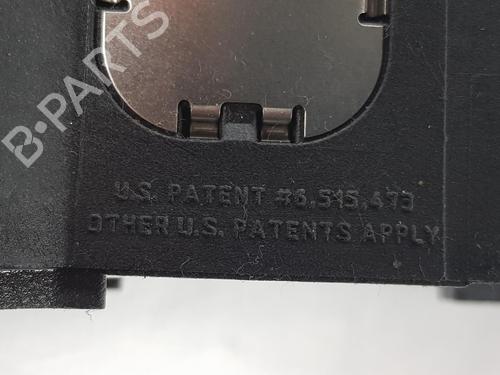 B-PARTS
U.S. PATENT #6,515,473
OTHER U.S. PATENTS APPLY